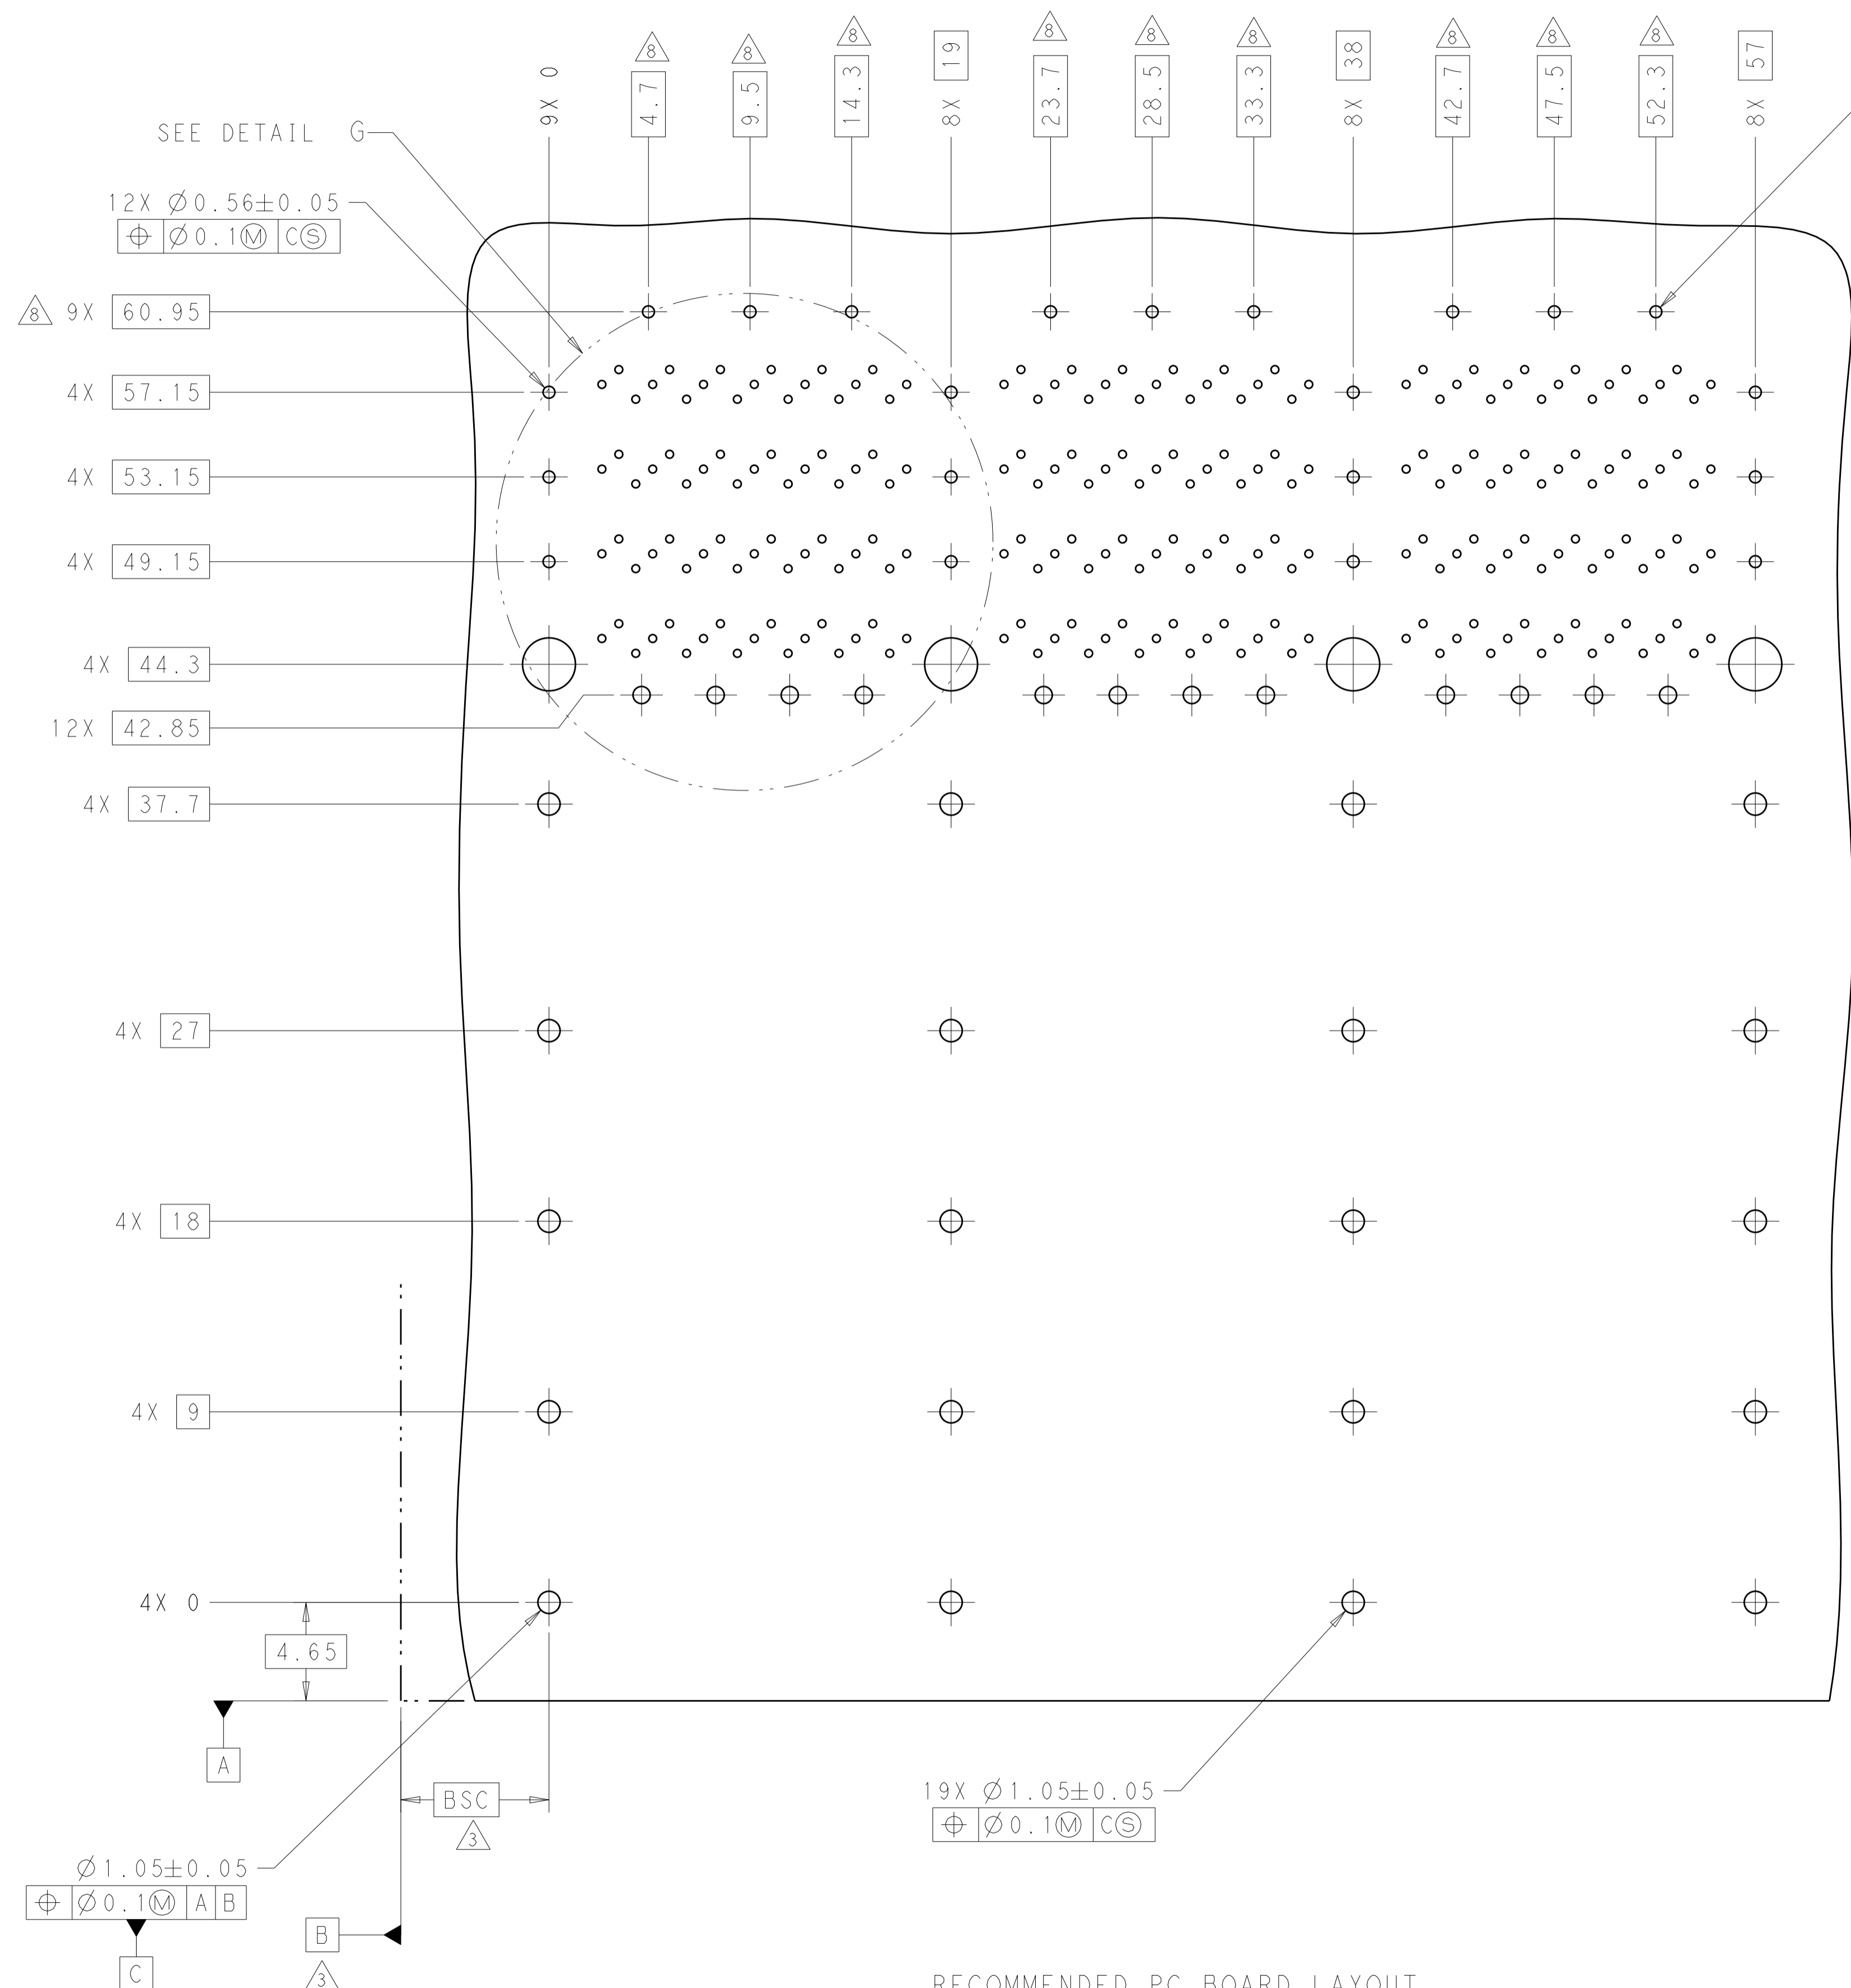 8
8
8
8
8
8
8
8
8
9X 0
4.7
9.5
14.3
8X 19
23.7
28.5
33.3
8X 38
42.7
47.5
52.3
8X 57
SEE DETAIL G
12X Ø0.56±0.05
⌖ Ø0.1Ⓜ CⓈ
8 9X 60.95
4X 57.15
4X 53.15
4X 49.15
4X 44.3
12X 42.85
4X 37.7
4X 27
4X 18
4X 9
4X 0
4.65
A
BSC
3
19X Ø1.05±0.05
⌖ Ø0.1Ⓜ CⓈ
Ø1.05±0.05
⌖ Ø0.1Ⓜ A B
B
3
C
RECOMMENDED PC BOARD LAYOUT